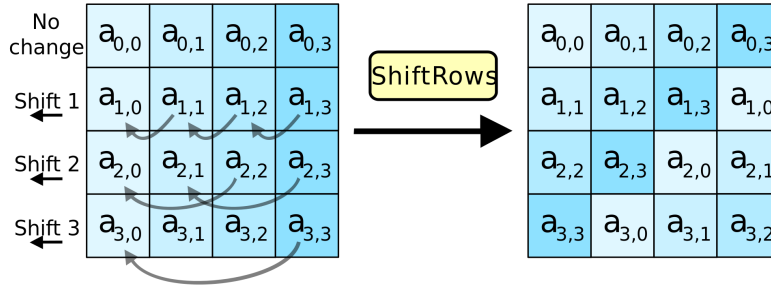 No
change
a0,0 a0,1 a0,2 a0,3
Shift 1
a1,0 a1,1 a1,2 a1,3
Shift 2
a2,0 a2,1 a2,2 a2,3
Shift 3
a3,0 a3,1 a3,2 a3,3
ShiftRows
a0,0 a0,1 a0,2 a0,3
a1,1 a1,2 a1,3 a1,0
a2,2 a2,3 a2,0 a2,1
a3,3 a3,0 a3,1 a3,2